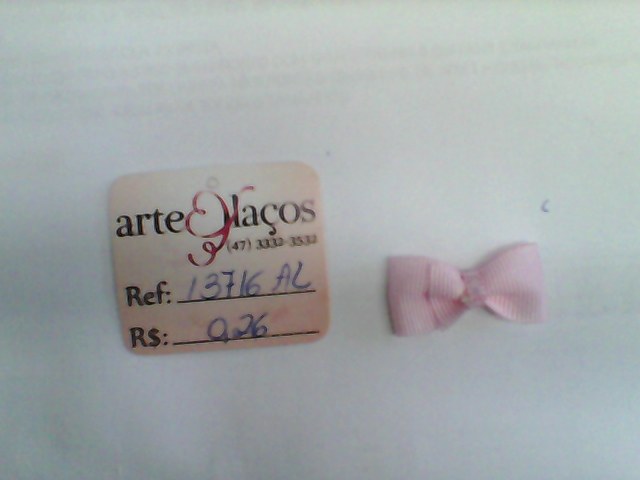 arte & laços
(47) 3332-3532
Ref: 13716 AL
R$: 0,26